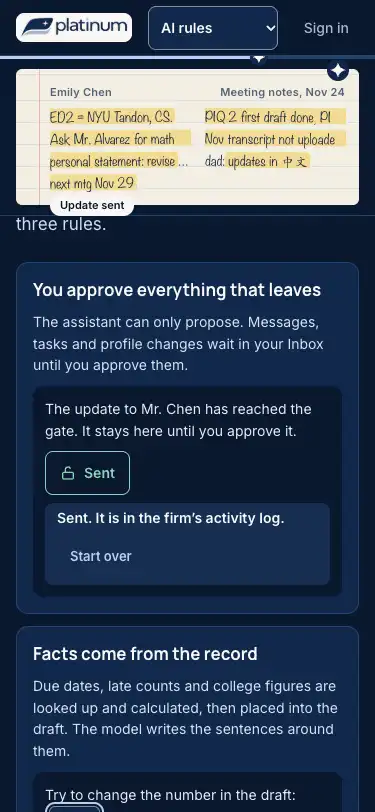 platinum
AI rules
Sign in
Emily Chen
Meeting notes, Nov 24
ED2 = NYU Tandon, CS.
Ask Mr. Alvarez for math
personal statement: revise ...
next mtg Nov 29
PIQ 2 first draft done, PI
Nov transcript not uploade
dad: updates in 中文
Update sent
three rules.
You approve everything that leaves
The assistant can only propose. Messages,
tasks and profile changes wait in your Inbox
until you approve them.
The update to Mr. Chen has reached the
gate. It stays here until you approve it.
Sent
Sent. It is in the firm's activity log.
Start over
Facts come from the record
Due dates, late counts and college figures are
looked up and calculated, then placed into the
draft. The model writes the sentences around
them.
Try to change the number in the draft: